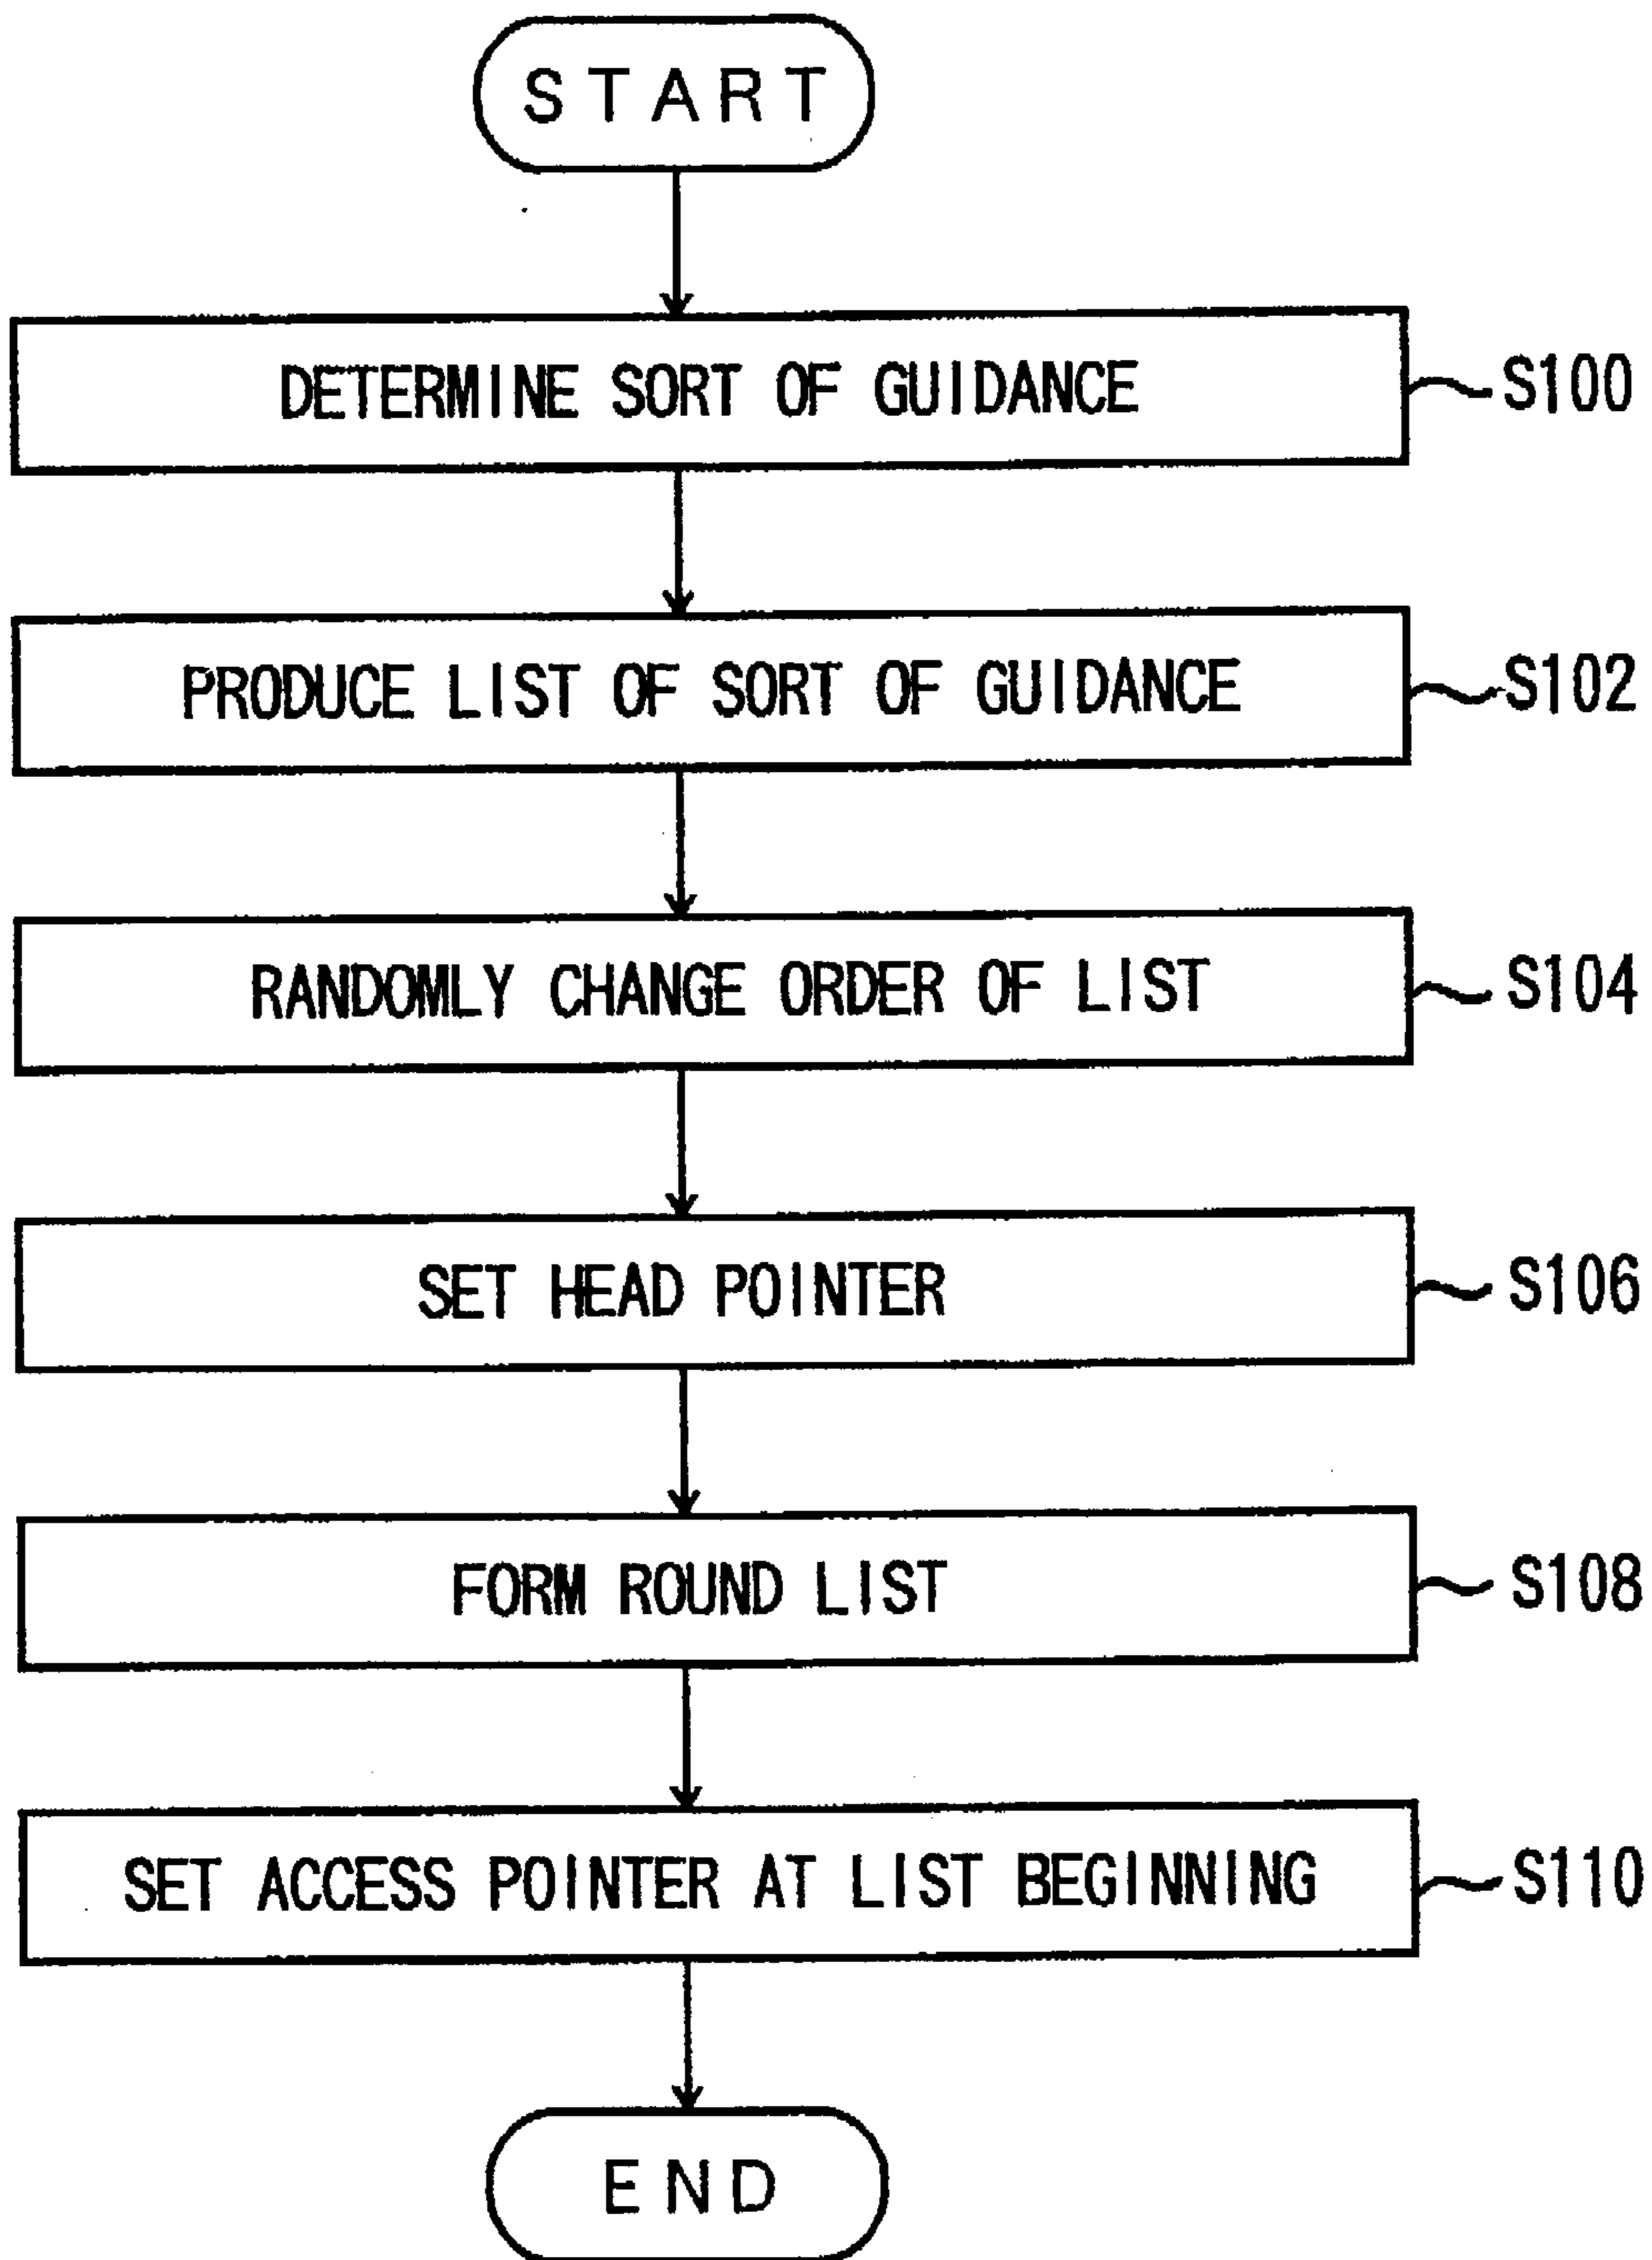 START
DETERMINE SORT OF GUIDANCE S100
PRODUCE LIST OF SORT OF GUIDANCE S102
RANDOMLY CHANGE ORDER OF LIST S104
SET HEAD POINTER S106
FORM ROUND LIST S108
SET ACCESS POINTER AT LIST BEGINNING S110
END